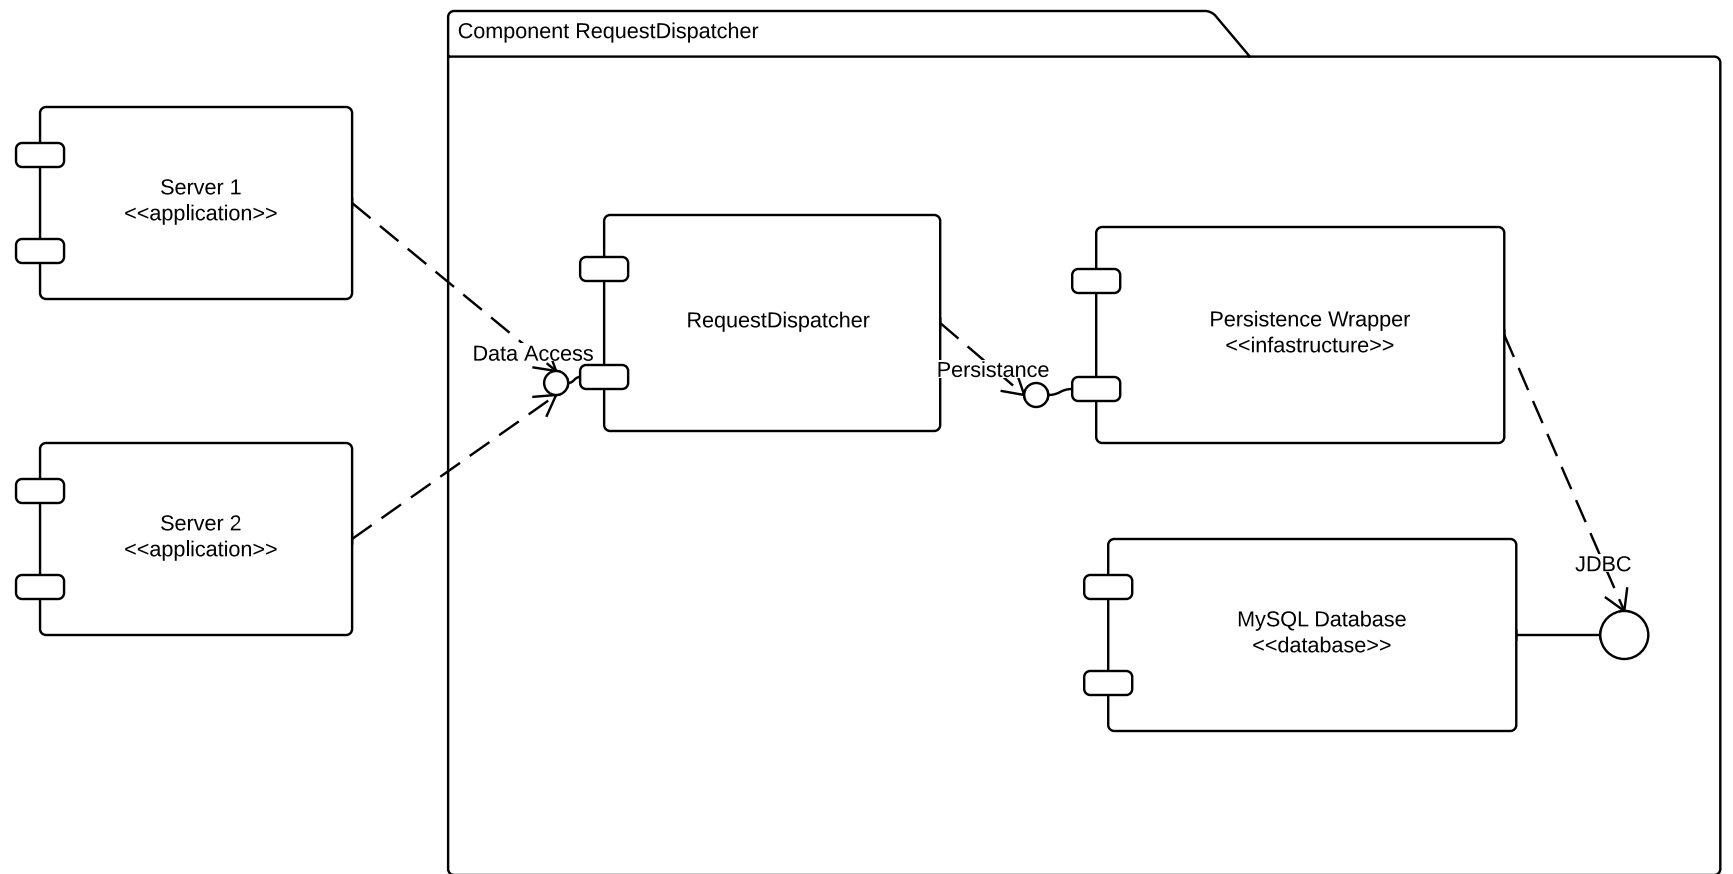 Component RequestDispatcher
Server 1
<<application>>
Data Access
RequestDispatcher
Persistance
Persistence Wrapper
<<infastructure>>
Server 2
<<application>>
JDBC
MySQL Database
<<database>>